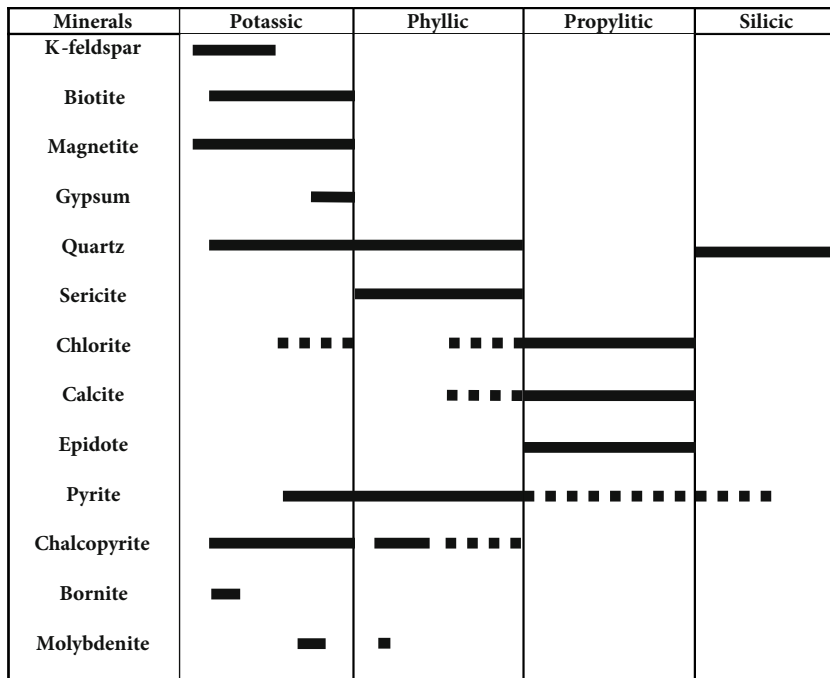 Minerals Potassic Phyllic Propylitic Silicic
K-feldspar
Biotite
Magnetite
Gypsum
Quartz
Sericite
Chlorite
Calcite
Epidote
Pyrite
Chalcopyrite
Bornite
Molybdenite